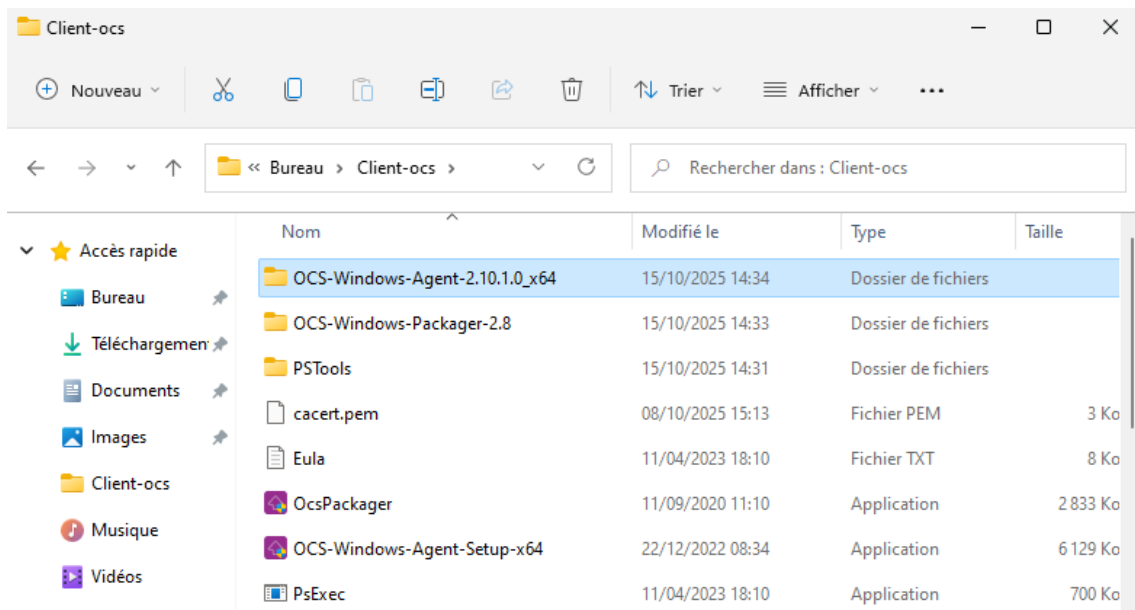 Client-ocs
Nouveau Trier Afficher
« Bureau > Client-ocs > Rechercher dans : Client-ocs
Nom Modifié le Type Taille
Accès rapide
Bureau
Téléchargemen
Documents
Images
Client-ocs
Musique
Vidéos
OCS-Windows-Agent-2.10.1.0_x64 15/10/2025 14:34 Dossier de fichiers
OCS-Windows-Packager-2.8 15/10/2025 14:33 Dossier de fichiers
PSTools 15/10/2025 14:31 Dossier de fichiers
cacert.pem 08/10/2025 15:13 Fichier PEM 3 Ko
Eula 11/04/2023 18:10 Fichier TXT 8 Ko
OcsPackager 11/09/2020 11:10 Application 2 833 Ko
OCS-Windows-Agent-Setup-x64 22/12/2022 08:34 Application 6 129 Ko
PsExec 11/04/2023 18:10 Application 700 Ko